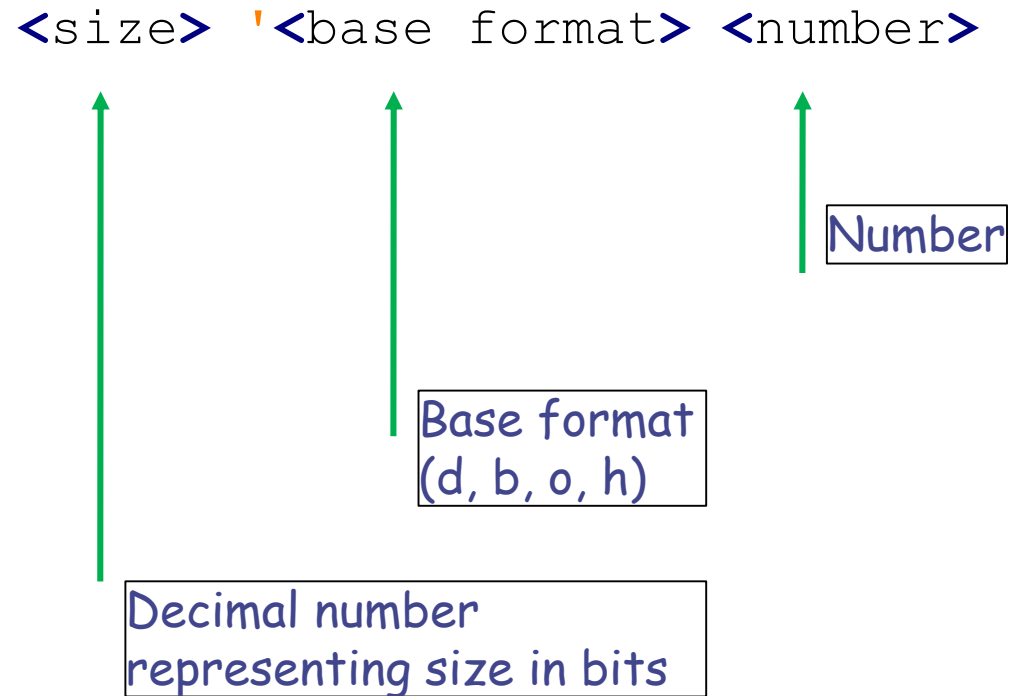 <size> '<base format> <number>
Number
Base format
(d, b, o, h)
Decimal number
representing size in bits